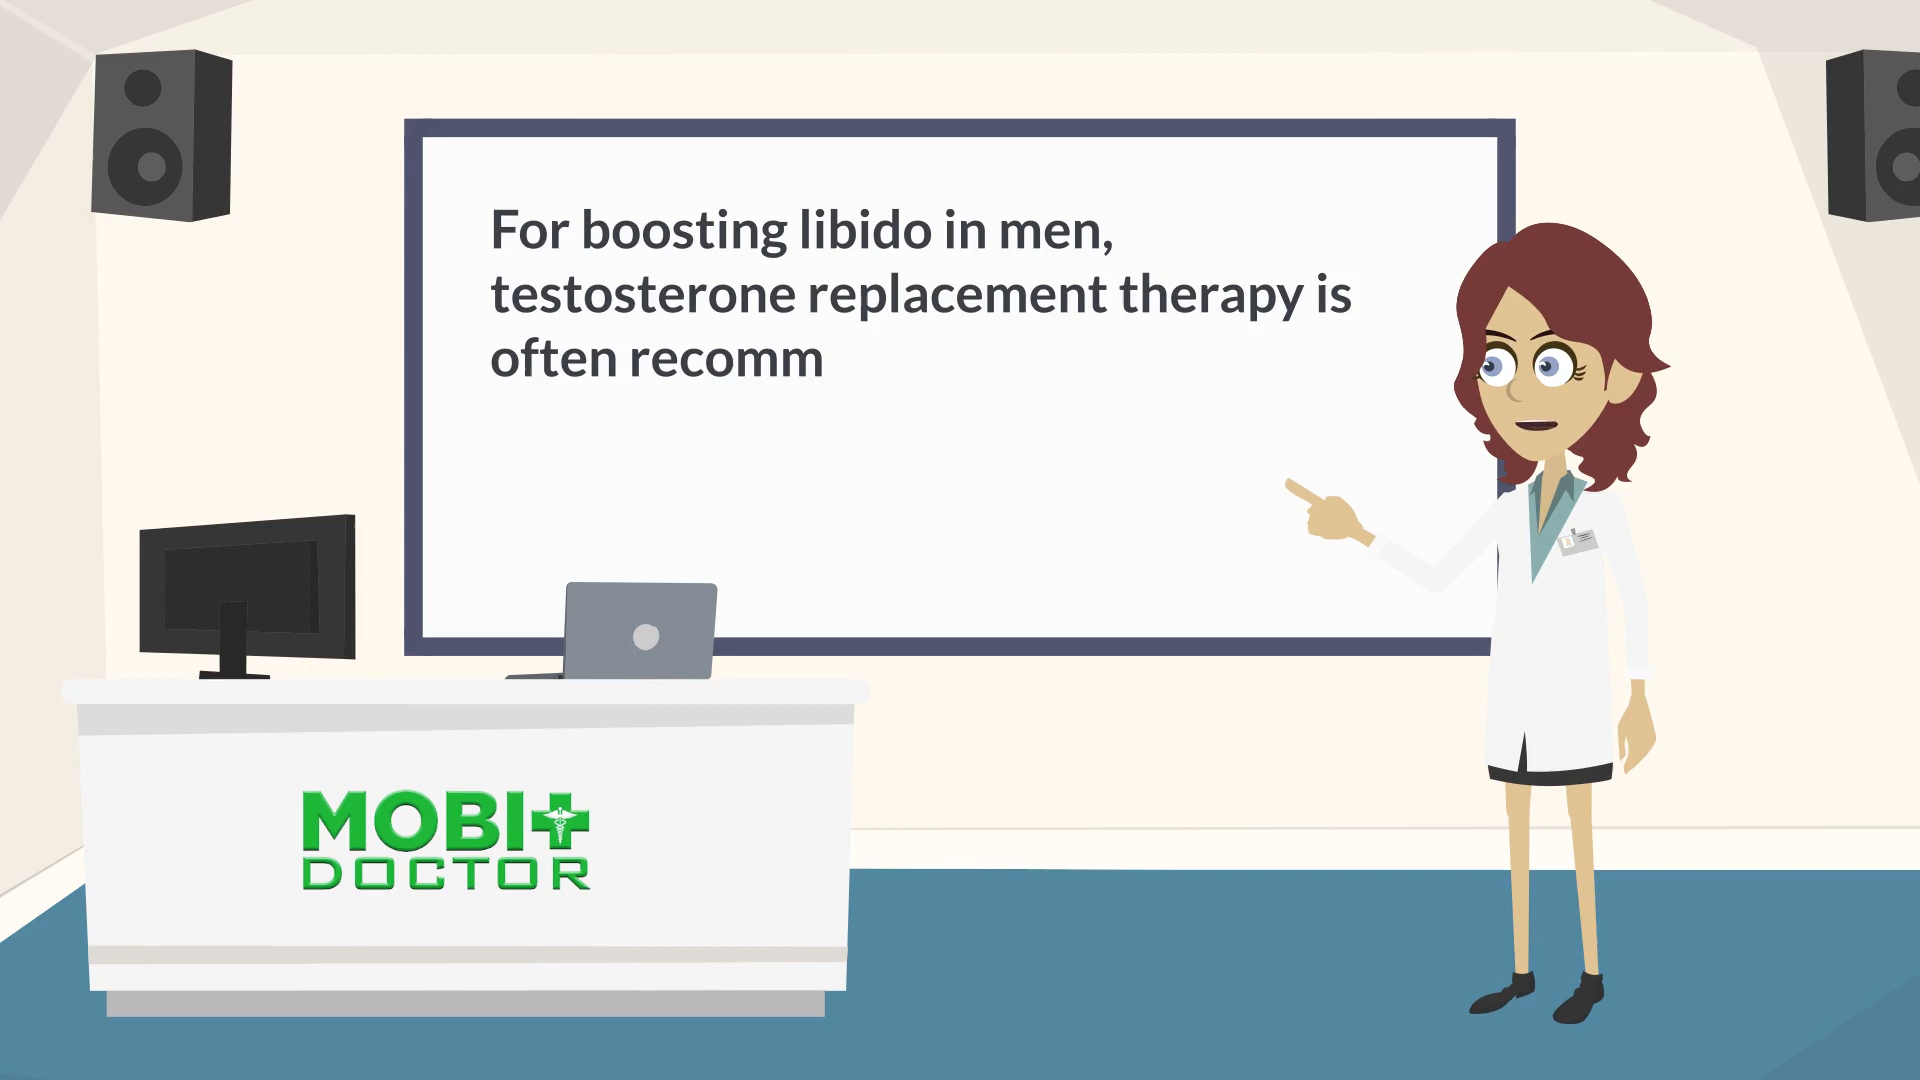 For boosting libido in men,
testosterone replacement therapy is
often recomm
MOBI
DOCTOR